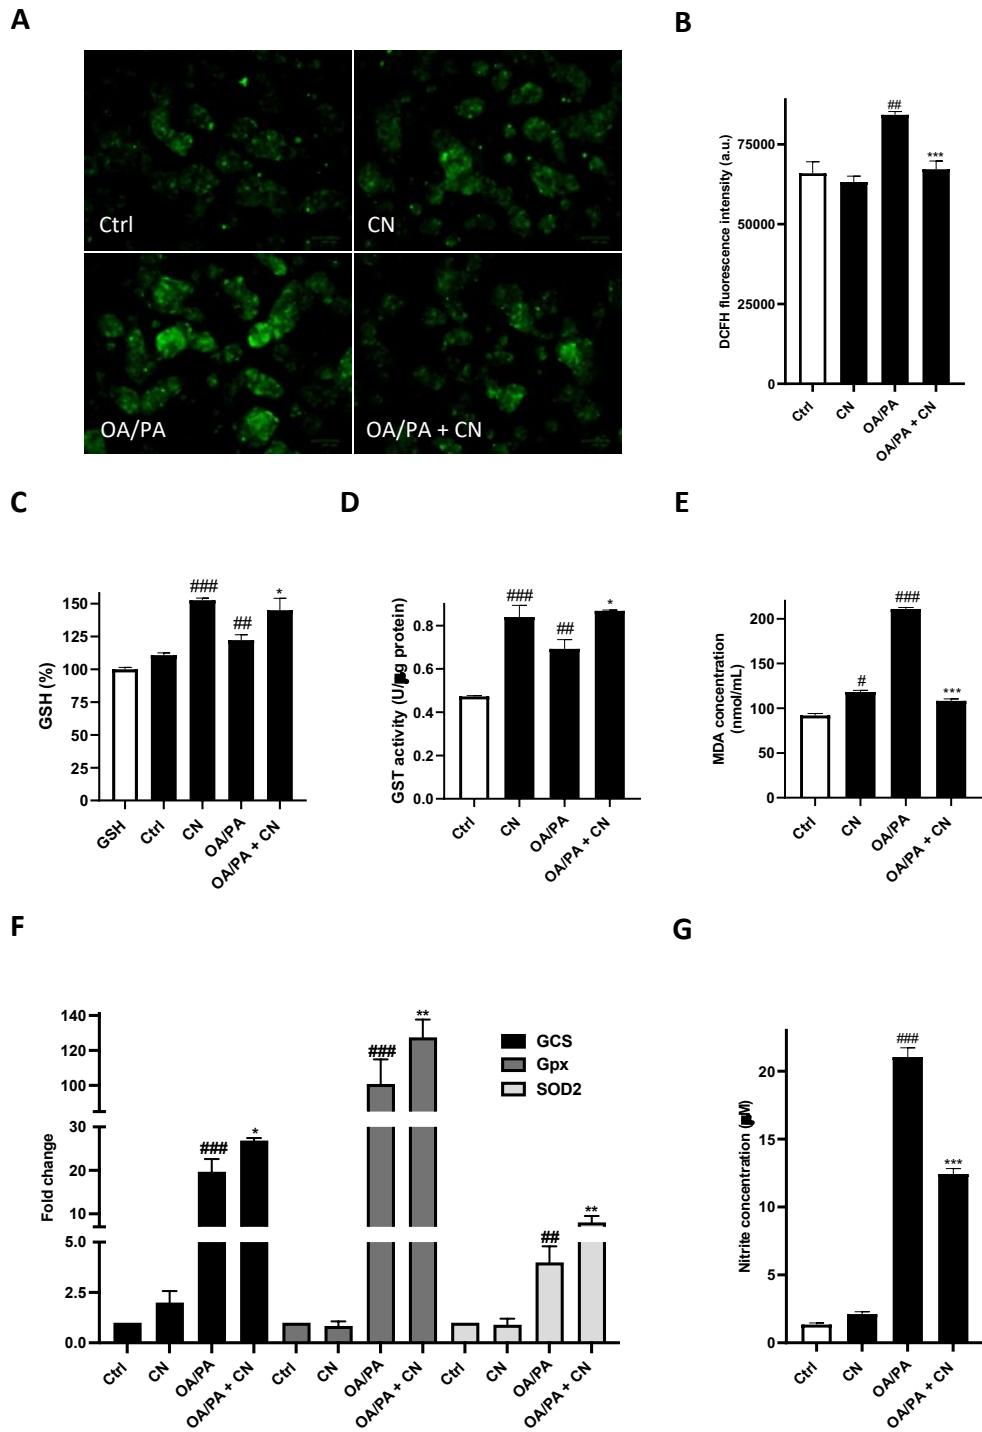 A
B
Ctrl
CN
OA/PA
OA/PA + CN
DCFH fluorescence intensity (a.u.)
75000
50000
25000
0
##
***
Ctrl
CN
OA/PA
OA/PA + CN
C
D
E
GSH (%)
150
125
100
75
50
25
0
###
##
*
GSH
Ctrl
CN
OA/PA
OA/PA + CN
GST activity (U/µg protein)
0.8
0.6
0.4
0.2
0.0
###
##
*
Ctrl
CN
OA/PA
OA/PA + CN
MDA concentration
(nmol/mL)
200
150
100
50
0
#
###
***
Ctrl
CN
OA/PA
OA/PA + CN
F
G
Fold change
140
120
100
30
20
10
5.0
2.5
0.0
###
*
###
**
##
**
GCS
Gpx
SOD2
Ctrl
CN
OA/PA
OA/PA + CN
Ctrl
CN
OA/PA
OA/PA + CN
Ctrl
CN
OA/PA
OA/PA + CN
Nitrite concentration (µM)
20
15
10
5
0
###
***
Ctrl
CN
OA/PA
OA/PA + CN